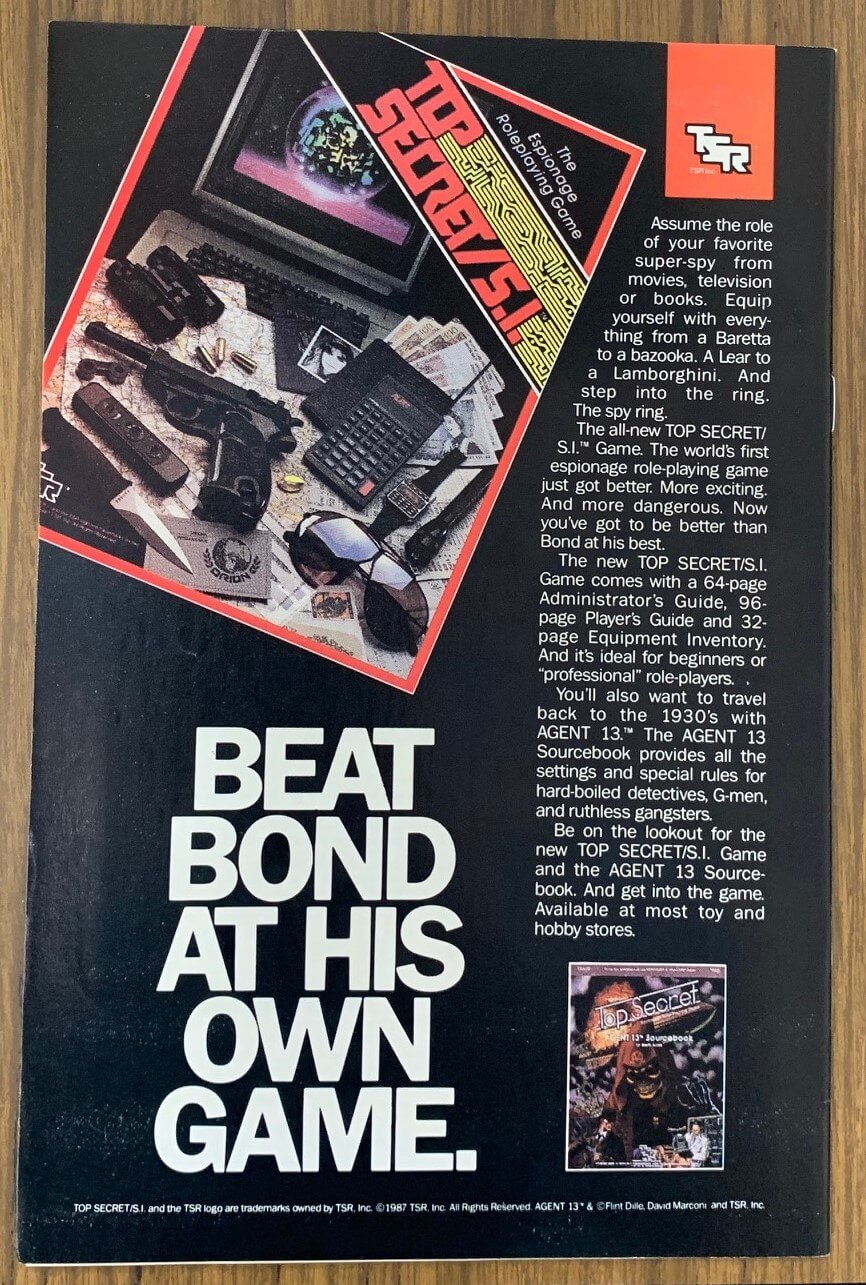 TOP
SECRET/S.I.™
The
Espionage
Roleplaying Game
TSR
TSR Inc
ORION
Assume the role
of your favorite
super-spy from
movies, television
or books. Equip
yourself with every-
thing from a Baretta
to a bazooka. A Lear to
a Lamborghini. And
step into the ring.
The spy ring.
The all-new TOP SECRET/
S.I.™ Game. The world's first
espionage role-playing game
just got better. More exciting.
And more dangerous. Now
you've got to be better than
Bond at his best.
The new TOP SECRET/S.I.
Game comes with a 64-page
Administrator's Guide, 96-
page Player's Guide and 32-
page Equipment Inventory.
And it's ideal for beginners or
"professional" role-players.
You'll also want to travel
back to the 1930's with
AGENT 13.™ The AGENT 13
Sourcebook provides all the
settings and special rules for
hard-boiled detectives, G-men,
and ruthless gangsters.
Be on the lookout for the
new TOP SECRET/S.I. Game
and the AGENT 13 Source-
book. And get into the game.
Available at most toy and
hobby stores.
BEAT
BOND
AT HIS
OWN
GAME.
Top Secret
AGENT 13™ Sourcebook
TOP SECRET/S.I. and the TSR logo are trademarks owned by TSR, Inc. ©1987 TSR, Inc. All Rights Reserved. AGENT 13™ & ©Flint Dille, David Marconi and TSR, Inc.